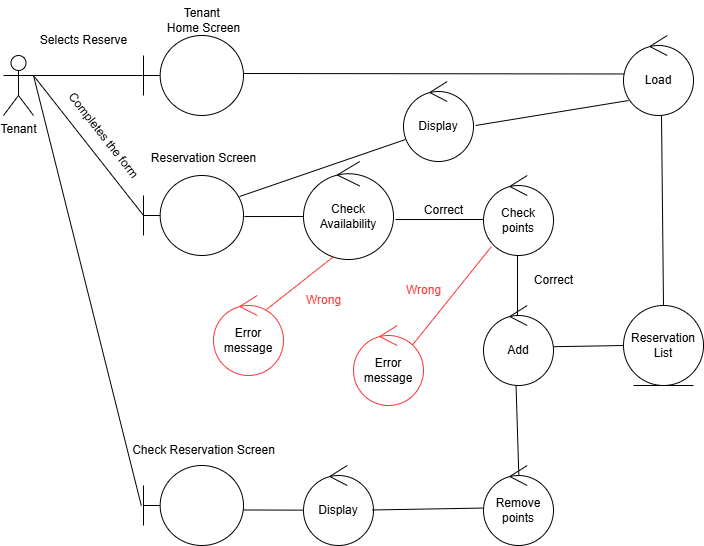 Tenant
Home Screen
Selects Reserve
Load
Tenant
Completes the form
Display
Reservation Screen
Check
Availability
Correct
Check
points
Wrong
Wrong
Correct
Error
message
Error
message
Add
Reservation
List
Check Reservation Screen
Display
Remove
points